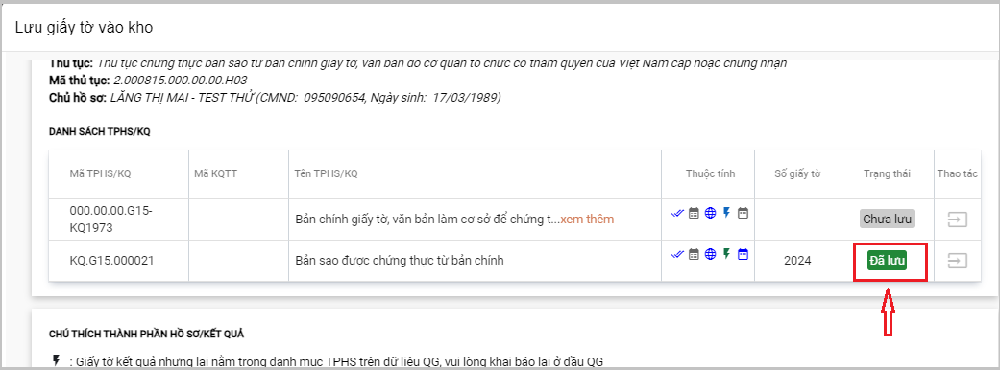 Lưu giấy tờ vào kho
Thủ tục: Thủ tục chứng thực bản sao từ bản chính giấy tờ, văn bản do cơ quan tổ chức có thẩm quyền của Việt Nam cấp hoặc chứng nhận
Mã thủ tục: 2.000815.000.00.00.H03
Chủ hồ sơ: LĂNG THỊ MAI - TEST THỬ (CMND: 095090654, Ngày sinh: 17/03/1989)
DANH SÁCH TPHS/KQ
Mã TPHS/KQ Mã KQTT Tên TPHS/KQ Thuộc tính Số giấy tờ Trạng thái Thao tác
000.00.00.G15-
KQ1973 Bản chính giấy tờ, văn bản làm cơ sở để chứng t...xem thêm Chưa lưu
KQ.G15.000021 Bản sao được chứng thực từ bản chính 2024 Đã lưu
CHÚ THÍCH THÀNH PHẦN HỒ SƠ/KẾT QUẢ
: Giấy tờ kết quả nhưng lại nằm trong danh mục TPHS trên dữ liệu QG, vui lòng khai báo lại ở đầu QG